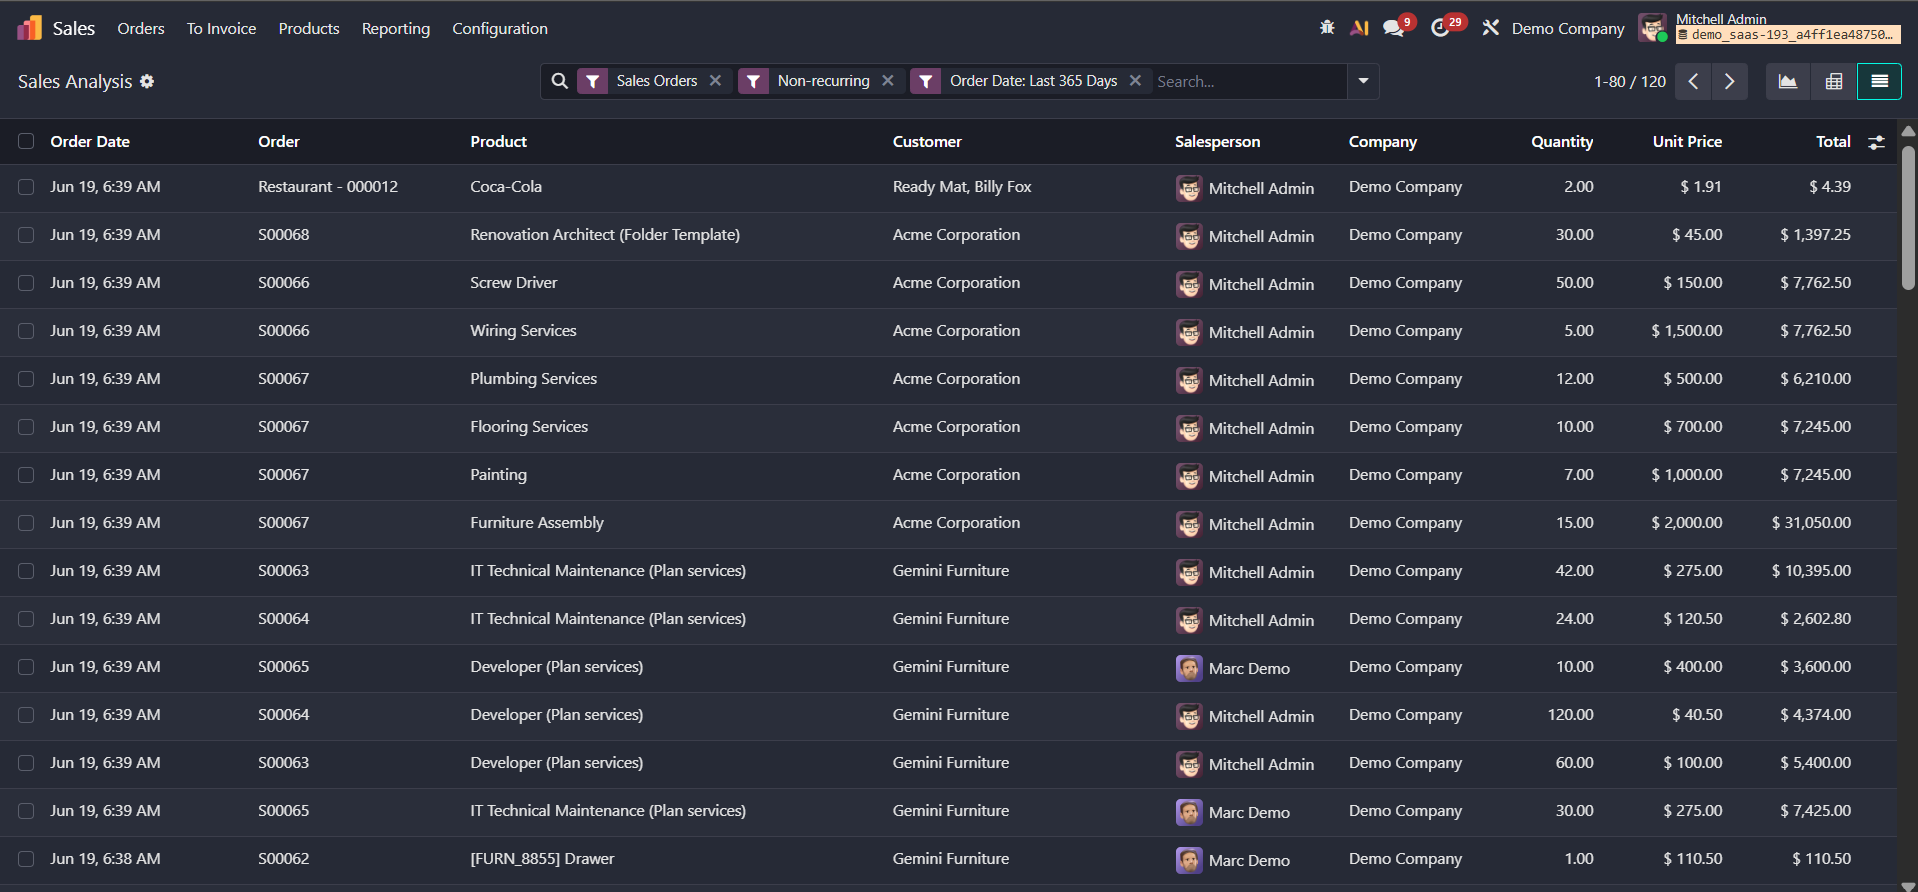 Sales Orders To Invoice Products Reporting Configuration 9 29 Demo Company Mitchell Admin
demo_saas-193_a4ff1ea48750...
Sales Analysis Sales Orders Non-recurring Order Date: Last 365 Days Search... 1-80 / 120
Order Date Order Product Customer Salesperson Company Quantity Unit Price Total
Jun 19, 6:39 AM Restaurant - 000012 Coca-Cola Ready Mat, Billy Fox Mitchell Admin Demo Company 2.00 $ 1.91 $ 4.39
Jun 19, 6:39 AM S00068 Renovation Architect (Folder Template) Acme Corporation Mitchell Admin Demo Company 30.00 $ 45.00 $ 1,397.25
Jun 19, 6:39 AM S00066 Screw Driver Acme Corporation Mitchell Admin Demo Company 50.00 $ 150.00 $ 7,762.50
Jun 19, 6:39 AM S00066 Wiring Services Acme Corporation Mitchell Admin Demo Company 5.00 $ 1,500.00 $ 7,762.50
Jun 19, 6:39 AM S00067 Plumbing Services Acme Corporation Mitchell Admin Demo Company 12.00 $ 500.00 $ 6,210.00
Jun 19, 6:39 AM S00067 Flooring Services Acme Corporation Mitchell Admin Demo Company 10.00 $ 700.00 $ 7,245.00
Jun 19, 6:39 AM S00067 Painting Acme Corporation Mitchell Admin Demo Company 7.00 $ 1,000.00 $ 7,245.00
Jun 19, 6:39 AM S00067 Furniture Assembly Acme Corporation Mitchell Admin Demo Company 15.00 $ 2,000.00 $ 31,050.00
Jun 19, 6:39 AM S00063 IT Technical Maintenance (Plan services) Gemini Furniture Mitchell Admin Demo Company 42.00 $ 275.00 $ 10,395.00
Jun 19, 6:39 AM S00064 IT Technical Maintenance (Plan services) Gemini Furniture Mitchell Admin Demo Company 24.00 $ 120.50 $ 2,602.80
Jun 19, 6:39 AM S00065 Developer (Plan services) Gemini Furniture Marc Demo Demo Company 10.00 $ 400.00 $ 3,600.00
Jun 19, 6:39 AM S00064 Developer (Plan services) Gemini Furniture Mitchell Admin Demo Company 120.00 $ 40.50 $ 4,374.00
Jun 19, 6:39 AM S00063 Developer (Plan services) Gemini Furniture Mitchell Admin Demo Company 60.00 $ 100.00 $ 5,400.00
Jun 19, 6:39 AM S00065 IT Technical Maintenance (Plan services) Gemini Furniture Marc Demo Demo Company 30.00 $ 275.00 $ 7,425.00
Jun 19, 6:38 AM S00062 [FURN_8855] Drawer Gemini Furniture Marc Demo Demo Company 1.00 $ 110.50 $ 110.50